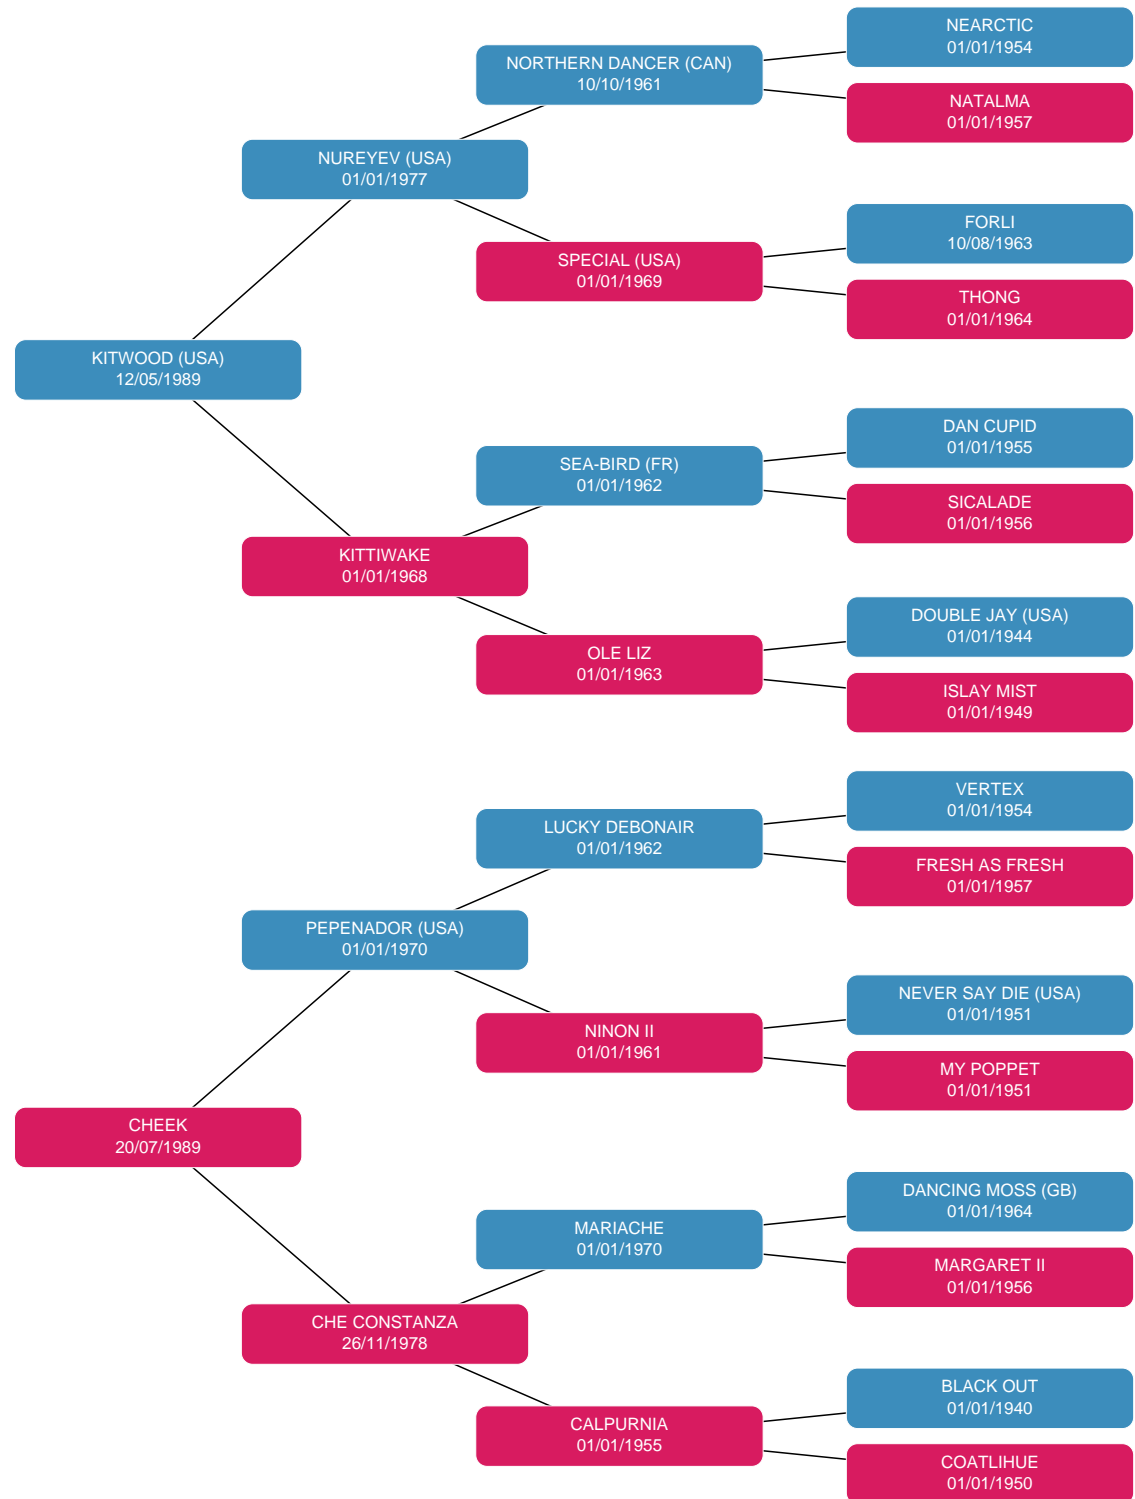 NEARCTIC
01/01/1954
NORTHERN DANCER (CAN)
10/10/1961
NATALMA
01/01/1957
NUREYEV (USA)
01/01/1977
FORLI
10/08/1963
SPECIAL (USA)
01/01/1969
THONG
01/01/1964
KITWOOD (USA)
12/05/1989
DAN CUPID
01/01/1955
SEA-BIRD (FR)
01/01/1962
SICALADE
01/01/1956
KITTIWAKE
01/01/1968
DOUBLE JAY (USA)
01/01/1944
OLE LIZ
01/01/1963
ISLAY MIST
01/01/1949
VERTEX
01/01/1954
LUCKY DEBONAIR
01/01/1962
FRESH AS FRESH
01/01/1957
PEPENADOR (USA)
01/01/1970
NEVER SAY DIE (USA)
01/01/1951
NINON II
01/01/1961
MY POPPET
01/01/1951
CHEEK
20/07/1989
DANCING MOSS (GB)
01/01/1964
MARIACHE
01/01/1970
MARGARET II
01/01/1956
CHE CONSTANZA
26/11/1978
BLACK OUT
01/01/1940
CALPURNIA
01/01/1955
COATLIHUE
01/01/1950